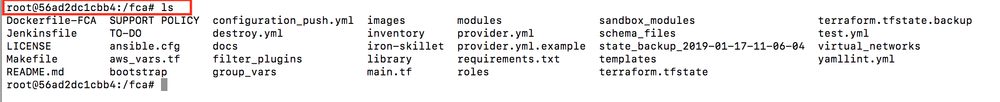 root@56ad2dc1cbb4:/fca# ls
Dockerfile-FCA SUPPORT POLICY configuration_push.yml images modules sandbox_modules terraform.tfstate.backup
Jenkinsfile TO-DO destroy.yml inventory provider.yml schema_files test.yml
LICENSE ansible.cfg docs iron-skillet provider.yml.example state_backup_2019-01-17-11-06-04 virtual_networks
Makefile aws_vars.tf filter_plugins library requirements.txt templates yamllint.yml
README.md bootstrap group_vars main.tf roles terraform.tfstate
root@56ad2dc1cbb4:/fca#